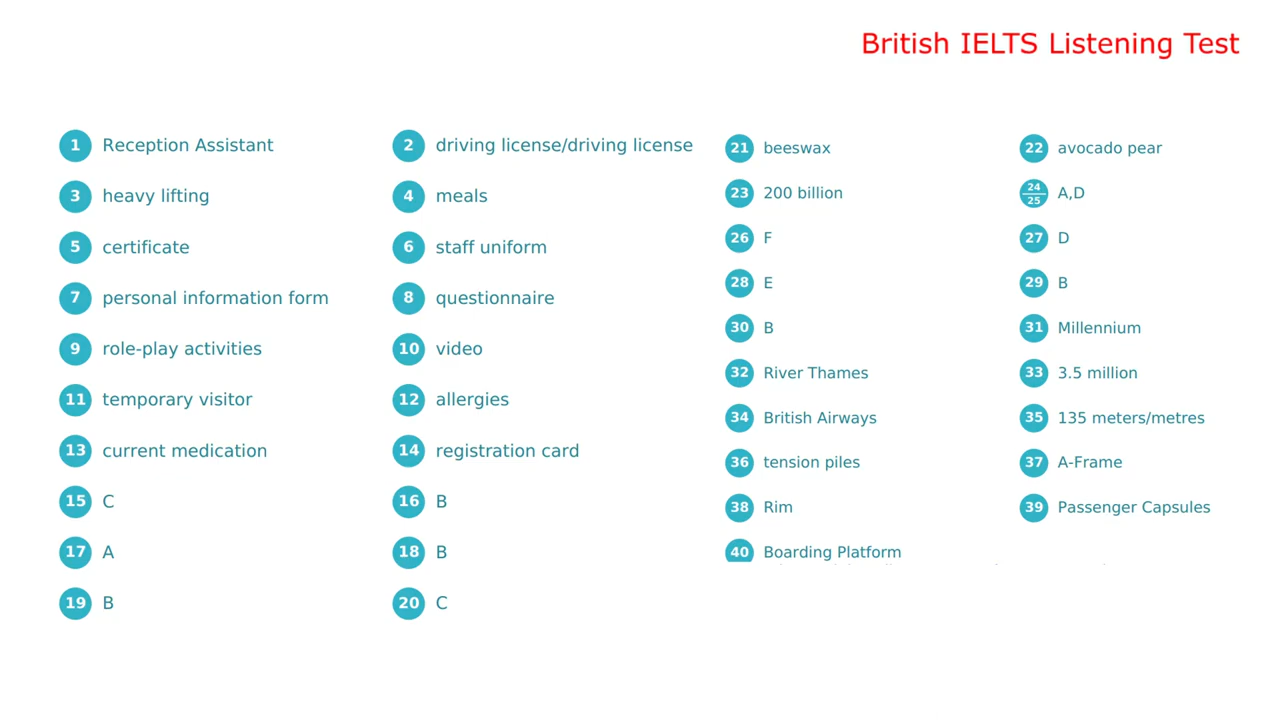 British IELTS Listening Test
1 Reception Assistant
2 driving license/driving license
3 heavy lifting
4 meals
5 certificate
6 staff uniform
7 personal information form
8 questionnaire
9 role-play activities
10 video
11 temporary visitor
12 allergies
13 current medication
14 registration card
15 C
16 B
17 A
18 B
19 B
20 C
21 beeswax
22 avocado pear
23 200 billion
24 25 A,D
26 F
27 D
28 E
29 B
30 B
31 Millennium
32 River Thames
33 3.5 million
34 British Airways
35 135 meters/metres
36 tension piles
37 A-Frame
38 Rim
39 Passenger Capsules
40 Boarding Platform